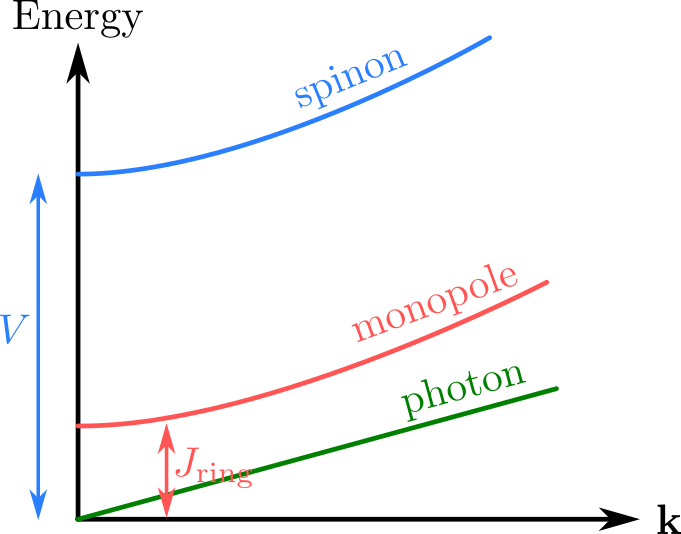 Energy
spinon
V
monopole
photon
J_ring
k